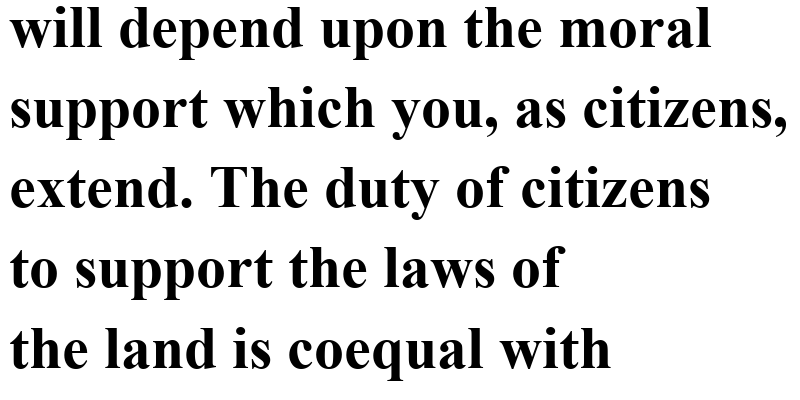 will depend upon the moral
support which you, as citizens,
extend. The duty of citizens
to support the laws of
the land is coequal with